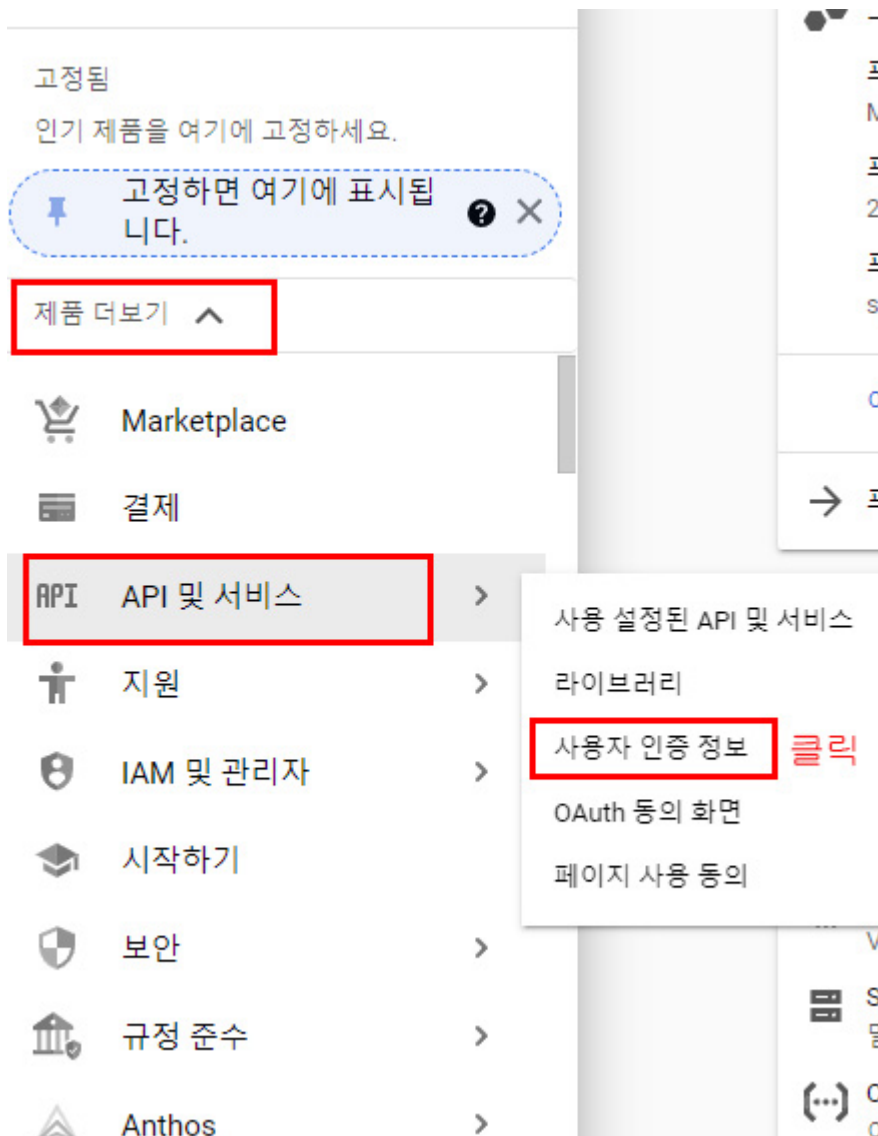 고정됨
인기 제품을 여기에 고정하세요.
고정하면 여기에 표시됩
니다.
제품 더보기
Marketplace
결제
API
API 및 서비스
지원
IAM 및 관리자
시작하기
보안
규정 준수
Anthos
사용 설정된 API 및 서비스
라이브러리
사용자 인증 정보
클릭
OAuth 동의 화면
페이지 사용 동의